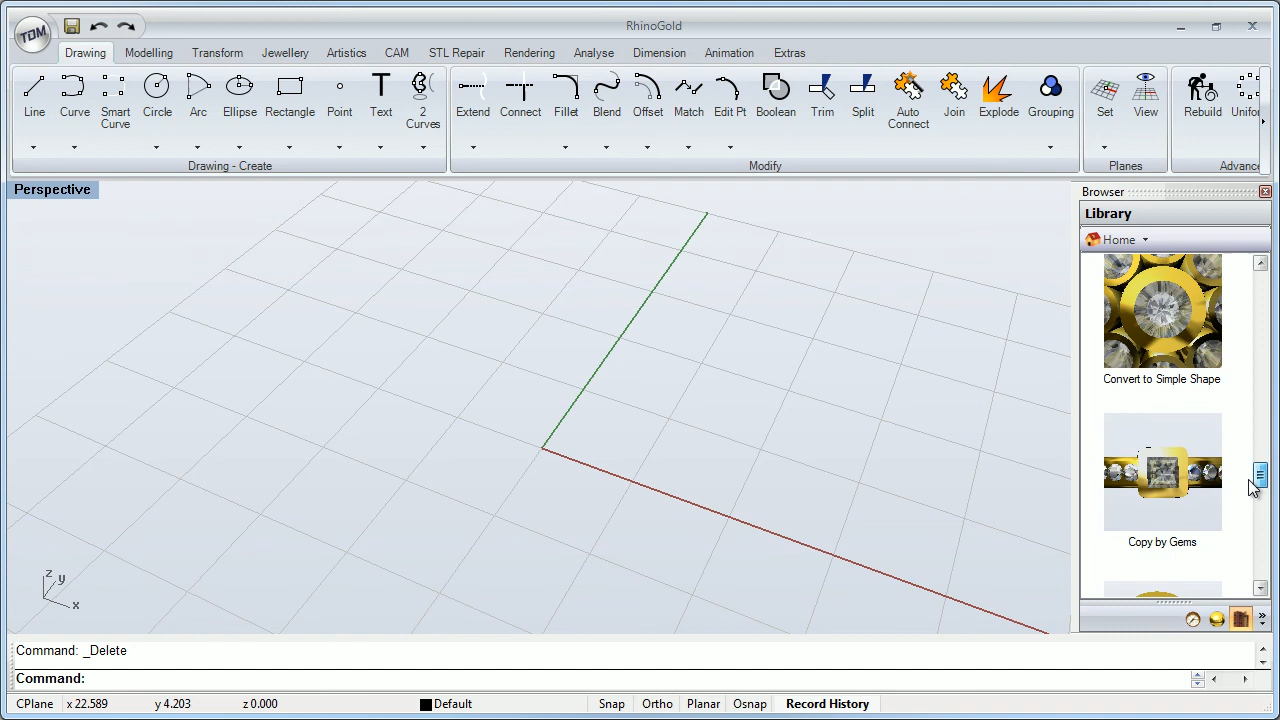 TDM
RhinoGold
Drawing Modelling Transform Jewellery Artistics CAM STL Repair Rendering Analyse Dimension Animation Extras
Line Curve Smart Curve Circle Arc Ellipse Rectangle Point Text 2 Curves Extend Connect Fillet Blend Offset Match Edit Pt Boolean Trim Split Auto Connect Join Explode Grouping Set View Rebuild
Drawing - Create Modify Planes
Perspective
Browser
Library
Home
Convert to Simple Shape
Copy by Gems
z
y
x
Command: _Delete
Command:
CPlane x 22.589 y 4.203 z 0.000 Default Snap Ortho Planar Osnap Record History